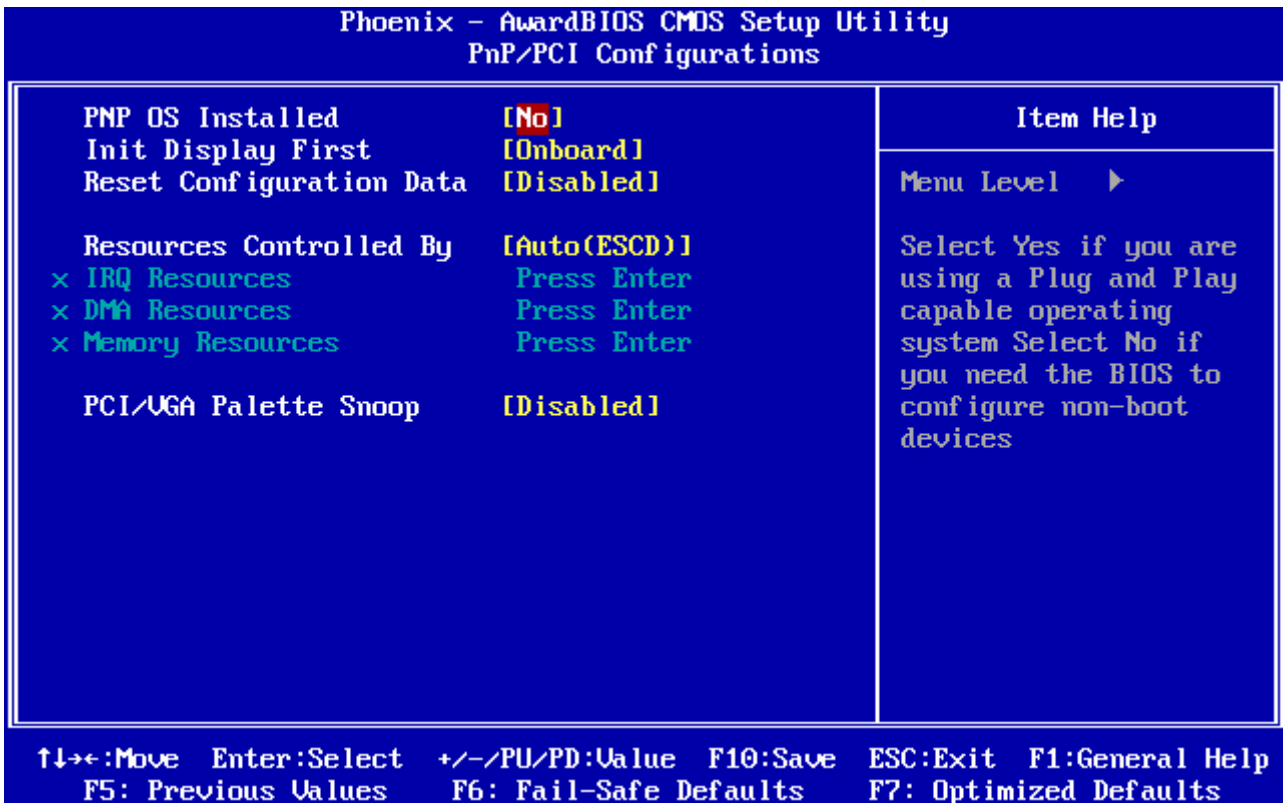 Phoenix - AwardBIOS CMOS Setup Utility
PnP/PCI Configurations
PNP OS Installed [No]
Init Display First [Onboard]
Reset Configuration Data [Disabled]
Resources Controlled By [Auto(ESCD)]
x IRQ Resources Press Enter
x DMA Resources Press Enter
x Memory Resources Press Enter
PCI/VGA Palette Snoop [Disabled]
Item Help
Menu Level ▶
Select Yes if you are
using a Plug and Play
capable operating
system Select No if
you need the BIOS to
configure non-boot
devices
↑↓→←:Move Enter:Select +/-/PU/PD:Value F10:Save ESC:Exit F1:General Help
F5: Previous Values F6: Fail-Safe Defaults F7: Optimized Defaults